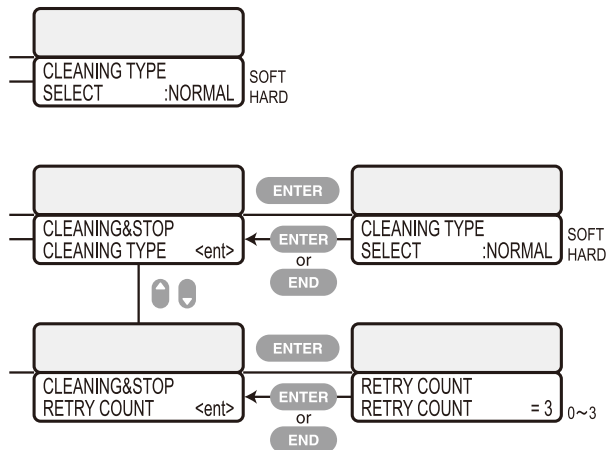 CLEANING TYPE
SELECT :NORMAL
SOFT
HARD
ENTER
CLEANING&STOP
CLEANING TYPE <ent>
ENTER
or
END
CLEANING TYPE
SELECT :NORMAL
SOFT
HARD
ENTER
CLEANING&STOP
RETRY COUNT <ent>
ENTER
or
END
RETRY COUNT
RETRY COUNT = 3
0~3